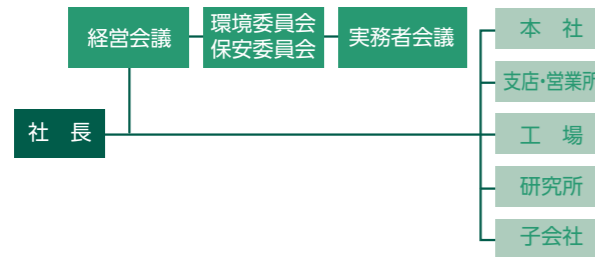 経営会議
環境委員会
保安委員会
実務者会議
社 長
本 社
支店・営業所
工 場
研究所
子会社